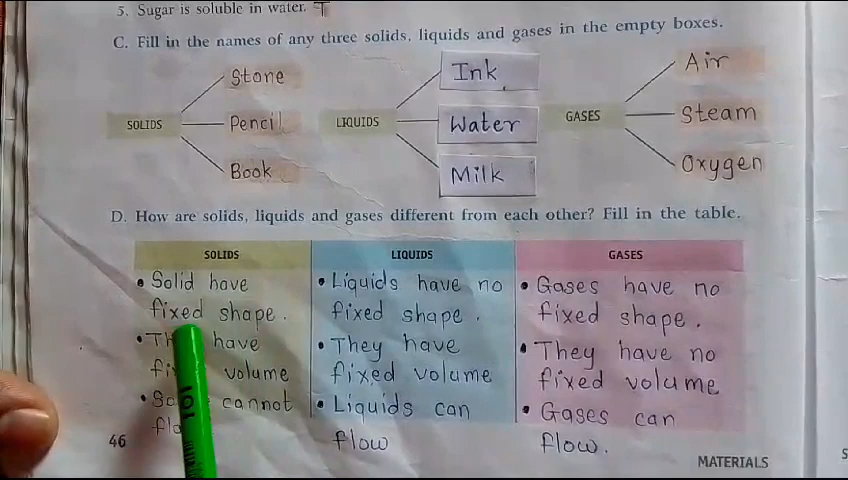 5. Sugar is soluble in water. T
C. Fill in the names of any three solids, liquids and gases in the empty boxes.
SOLIDS
Stone
Pencil
Book
LIQUIDS
Ink
Water
Milk
GASES
Air
Steam
Oxygen
D. How are solids, liquids and gases different from each other? Fill in the table.
SOLIDS
• Solid have
fixed shape.
• have
volume
• cannot
LIQUIDS
• Liquids have no
fixed shape.
• They have
fixed volume
• Liquids can
flow
GASES
• Gases have no
fixed shape.
• They have no
fixed volume
• Gases can
flow.
46
MATERIALS
101